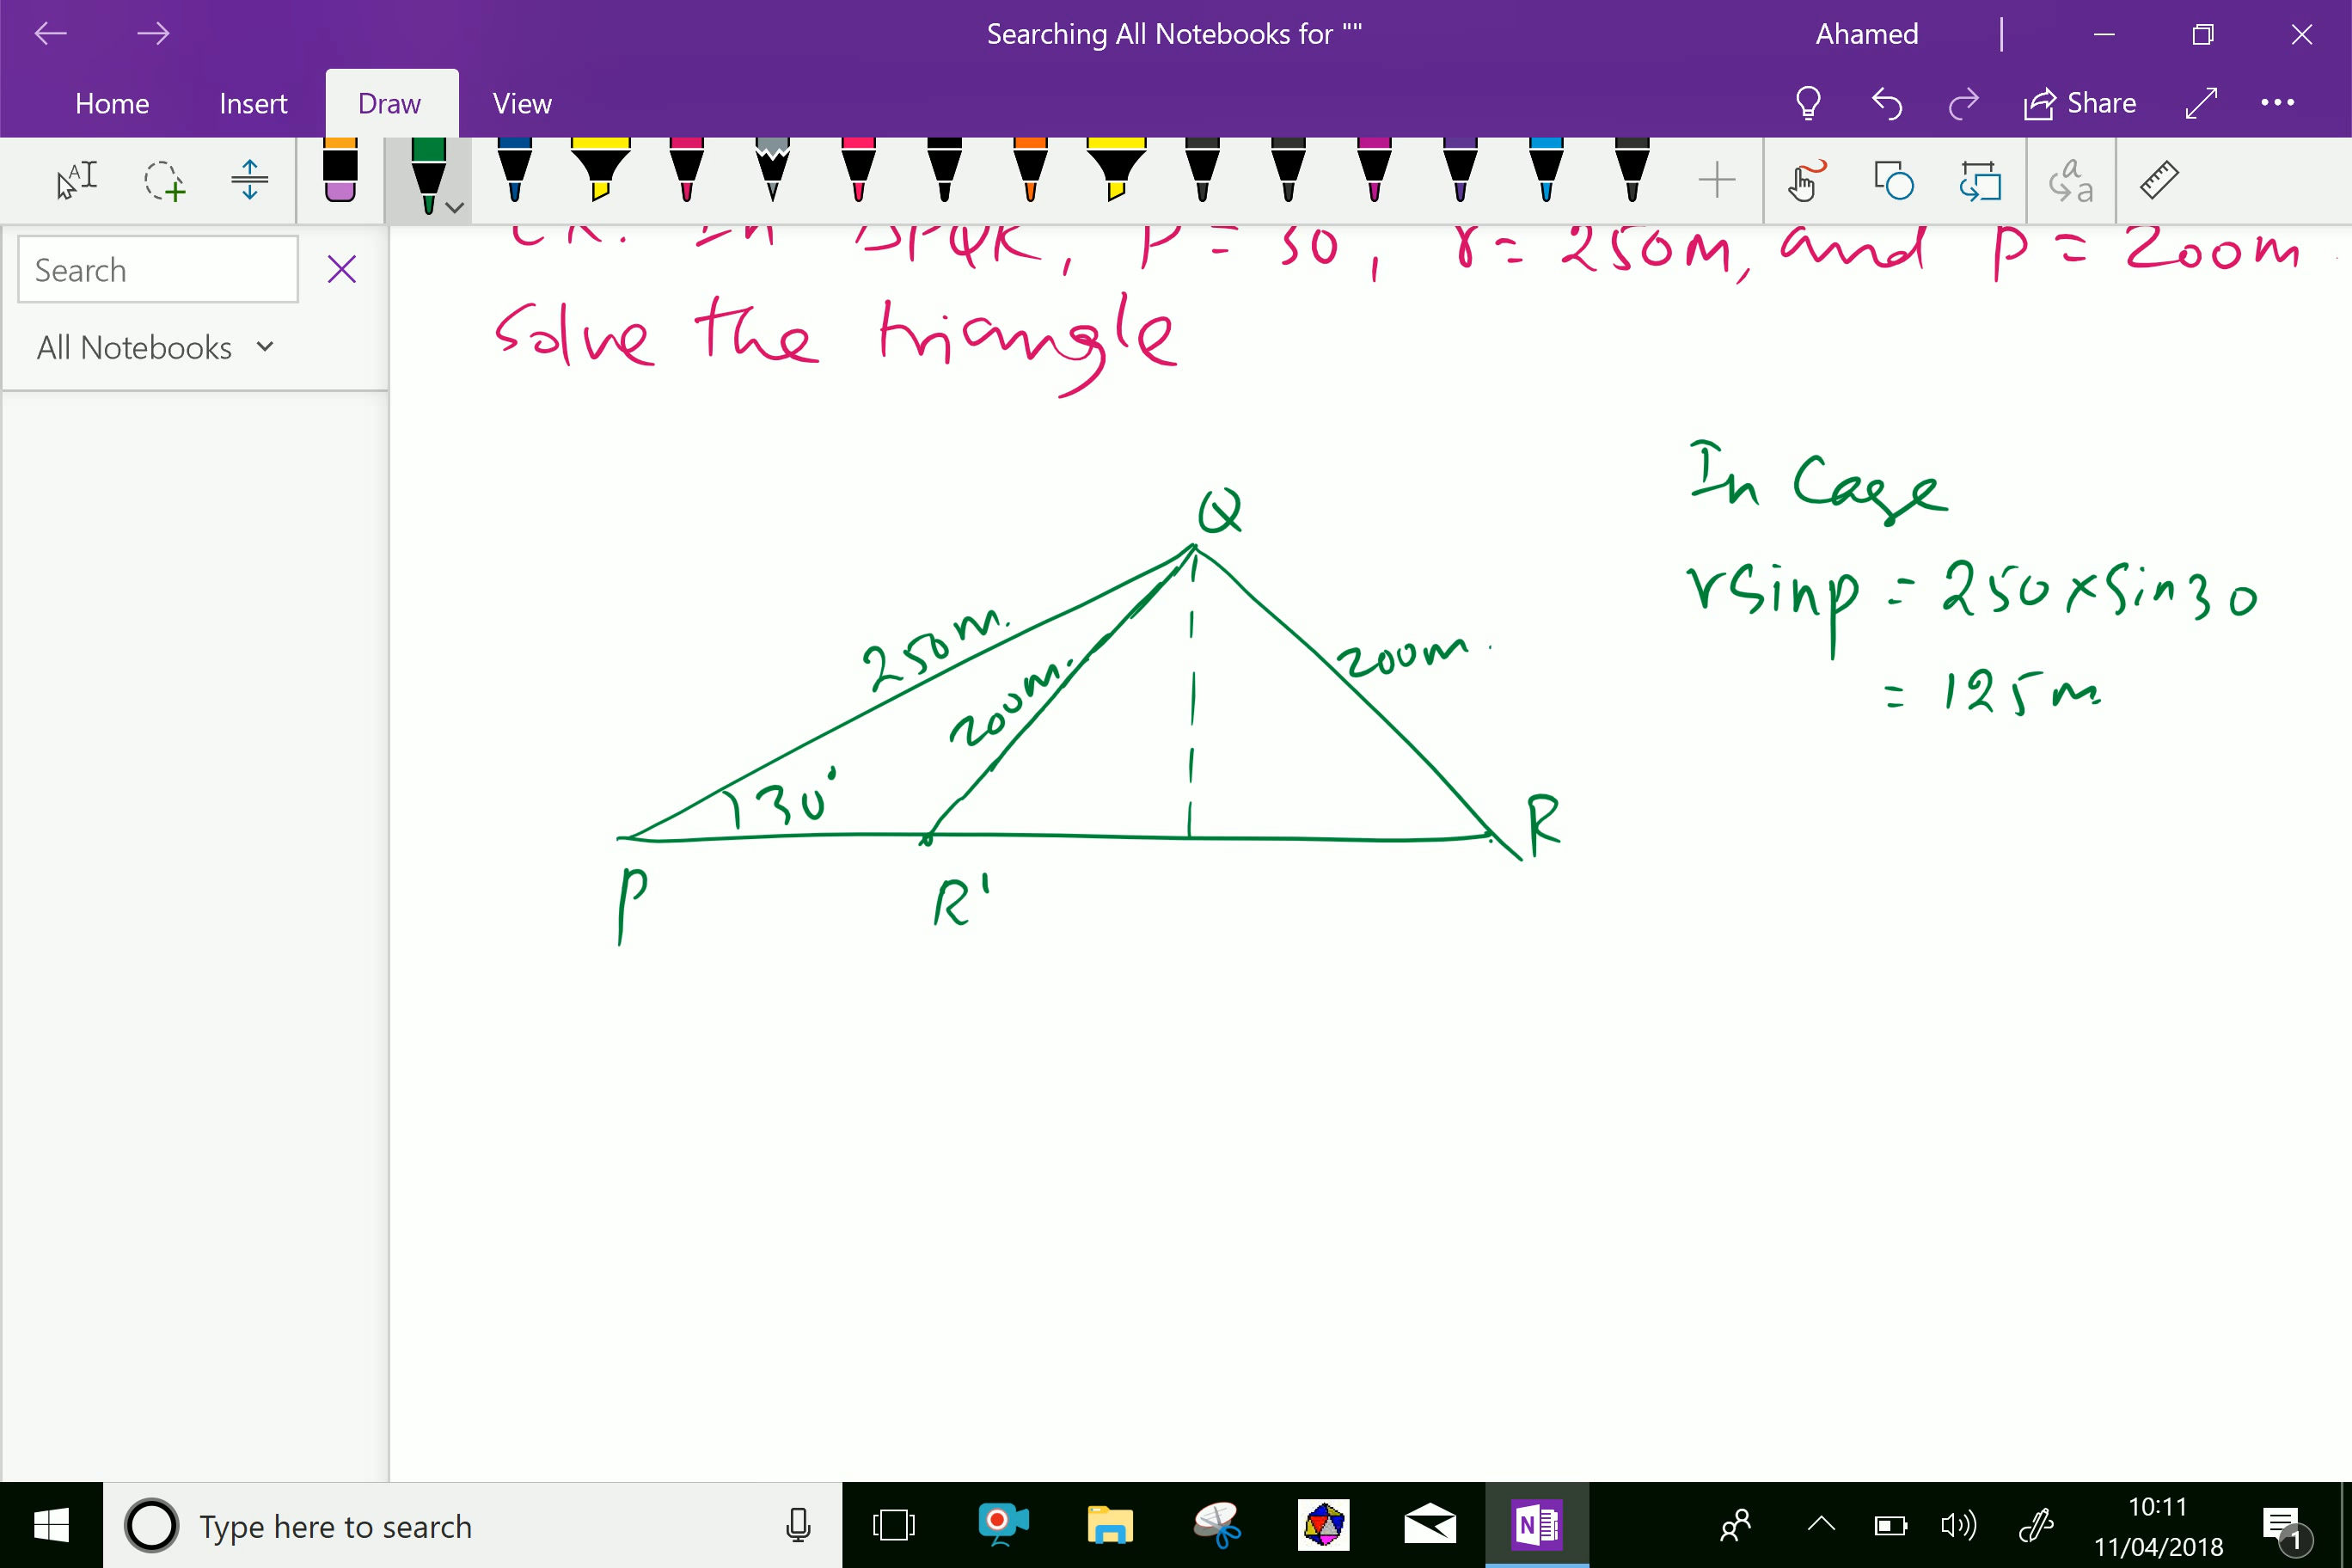 Searching All Notebooks for ""
Ahamed
Home
Insert
Draw
View
Share
Search
All Notebooks
Ex. In ΔPQR, P = 30, r = 250m, and p = 200m
Solve the triangle
In Case
rsinp = 250 x sin30
= 125m
Q
250m.
200m.
200m.
30°
P
R'
R
Type here to search
10:11
11/04/2018
1